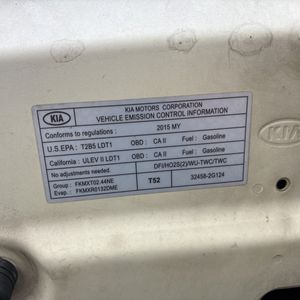 KIA
KIA MOTORS CORPORATION
VEHICLE EMISSION CONTROL INFORMATION
Conforms to regulations : 2015 MY
U.S.EPA : T2B5 LDT1 OBD : CA II Fuel : Gasoline
California : ULEV II LDT1 OBD : CA II Fuel : Gasoline
No adjustments needed DFI/HO2S(2)/WU-TWC/TWC
Group : FKMXT02.44NE
Evap. : FKMXR0132DME
T52
32458-2G124
KIA